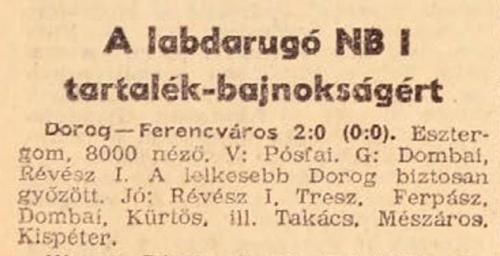 A labdarugó NB I
tartalék-bajnokságért
Dorog—Ferencváros 2:0 (0:0). Eszter-
gom, 8000 néző. V: Pósfai. G: Dombai,
Révész I. A lelkesebb Dorog biztosan
győzött. Jó: Révész I, Tresz, Ferpász,
Dombai, Kürtös, ill. Takács, Mészáros,
Kispéter.